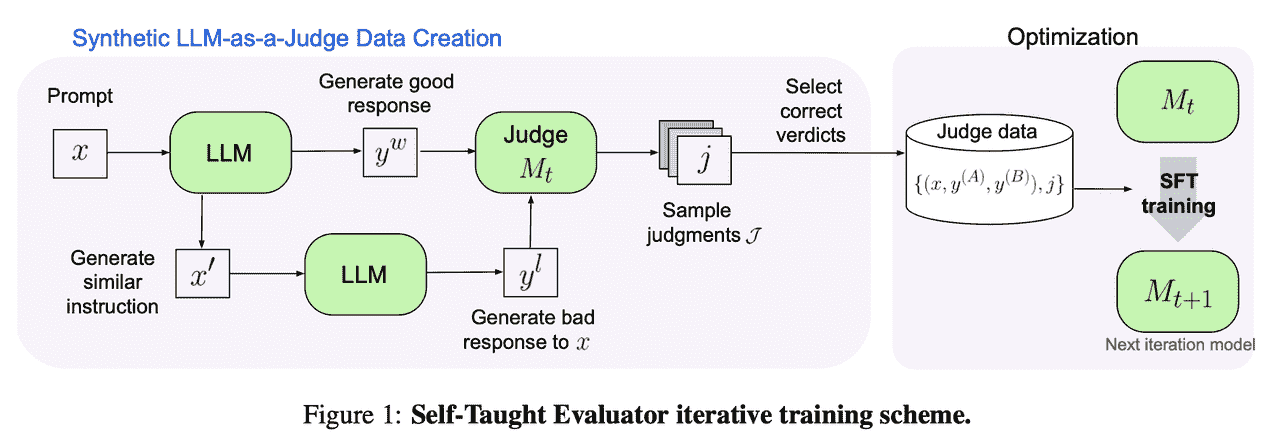 Synthetic LLM-as-a-Judge Data Creation
Prompt
x
LLM
Generate good
response
y^w
Judge
M_t
j
Sample
judgments 𝒥
Select
correct
verdicts
Generate
similar
instruction
x′
LLM
y^l
Generate bad
response to x
Optimization
Judge data
{(x, y^(A), y^(B)), j}
M_t
SFT
training
M_{t+1}
Next iteration model
Figure 1: Self-Taught Evaluator iterative training scheme.